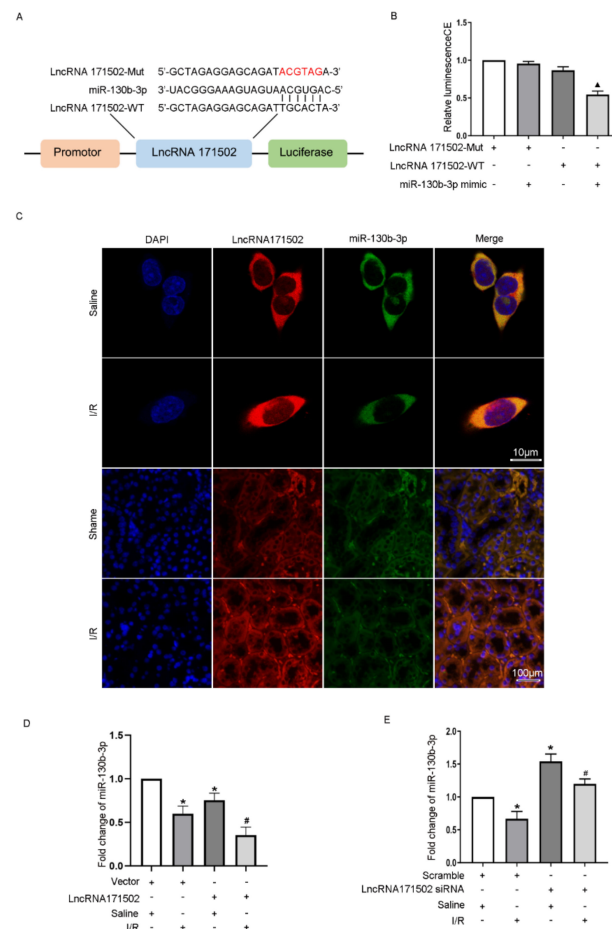 A
LncRNA 171502-Mut 5'-GCTAGAGGAGCAGATACGTAGA-3'
miR-130b-3p 3'-UACGGGAAAGUAGUAACGUGAC-5'
LncRNA 171502-WT 5'-GCTAGAGGAGCAGATTGCACTA-3'
Promotor LncRNA 171502 Luciferase
B
Relative luminescenceCE
1.5
1.0
0.5
0.0
▲
LncRNA 171502-Mut + + - -
LncRNA 171502-WT - - + +
miR-130b-3p mimic - + - +
C
DAPI LncRNA171502 miR-130b-3p Merge
Saline
I/R
10μm
Shame
I/R
100μm
D
Fold change of miR-130b-3p
1.5
1.0
0.5
0.0
* * #
Vector + + - -
LncRNA171502 - - + +
Saline + - + -
I/R - + - +
E
Fold change of miR-130b-3p
2.0
1.5
1.0
0.5
0.0
* * #
Scramble + + - -
LncRNA171502 siRNA - - + +
Saline + - + -
I/R - + - +